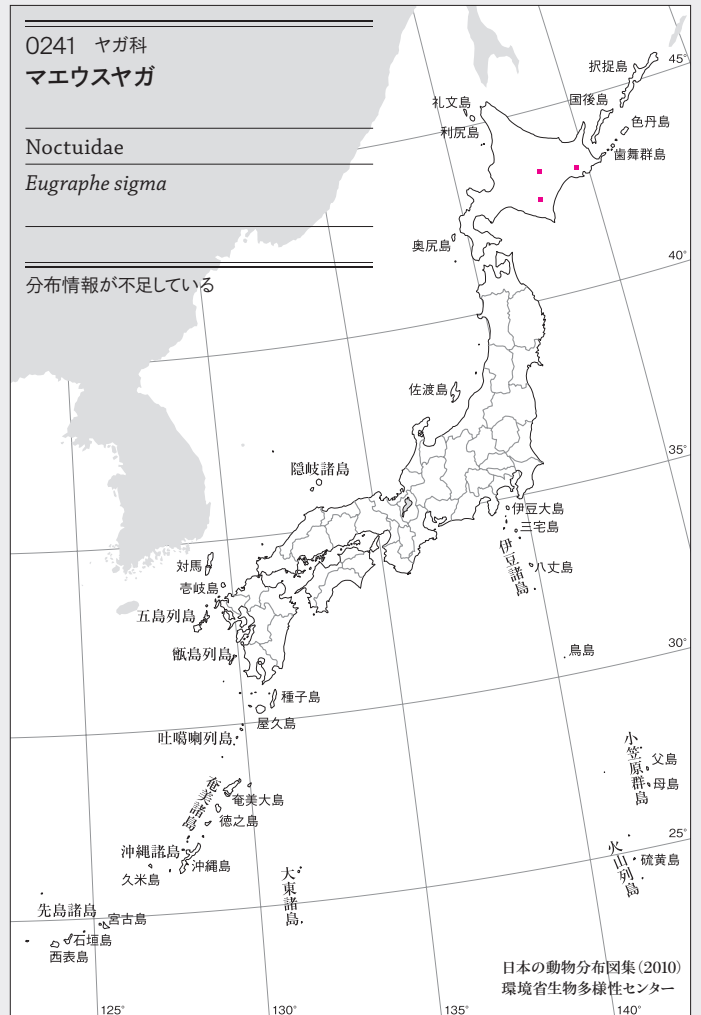 0241 ヤガ科
マエウスヤガ
Noctuidae
Eugraphe sigma
分布情報が不足している
択捉島
45°
国後島
礼文島
色丹島
利尻島
歯舞群島
奥尻島
40°
佐渡島
35°
隠岐諸島
伊豆大島
三宅島
伊豆諸島
対馬
八丈島
壱岐島
五島列島
鳥島
30°
甑島列島
種子島
屋久島
吐噶喇列島
小笠原群島
父島
母島
奄美諸島
奄美大島
徳之島
25°
沖縄諸島
沖縄島
火山列島
硫黄島
久米島
大東諸島
先島諸島
宮古島
石垣島
西表島
日本の動物分布図集(2010)
環境省生物多様性センター
125°
130°
135°
140°